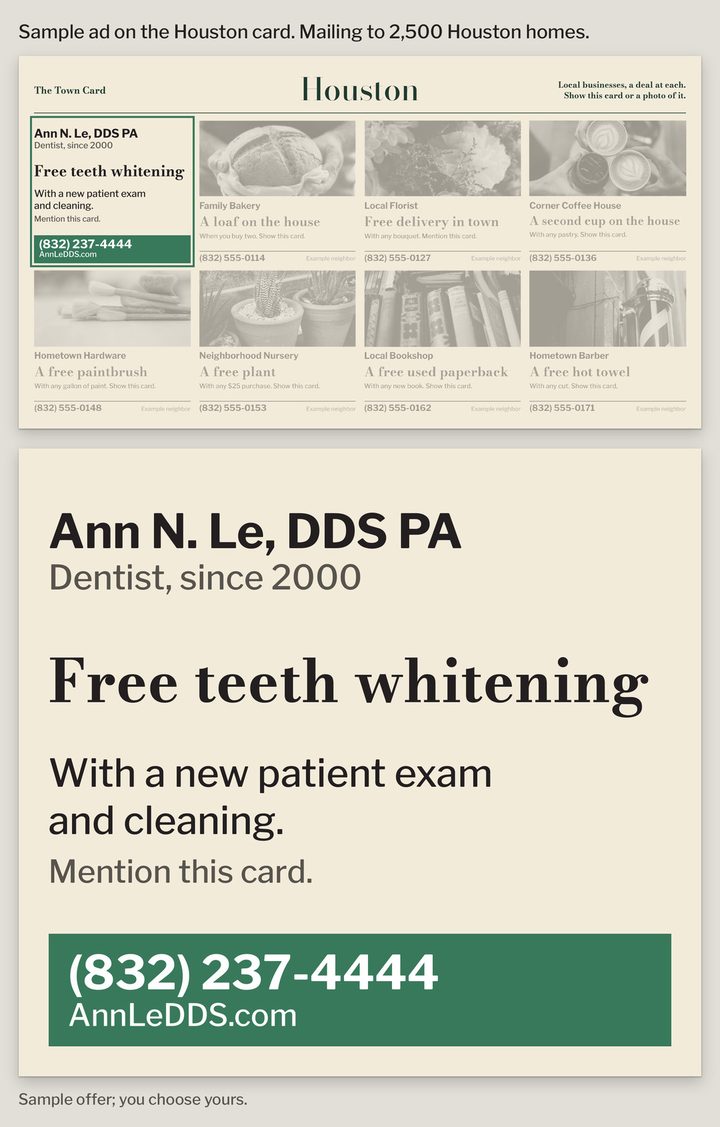 Sample ad on the Houston card. Mailing to 2,500 Houston homes.
The Town Card
Houston
Local businesses, a deal at each.
Show this card or a photo of it.
Ann N. Le, DDS PA
Dentist, since 2000
Free teeth whitening
With a new patient exam
and cleaning.
Mention this card.
(832) 237-4444
AnnLeDDS.com
Family Bakery
A loaf on the house
When you buy two. Show this card.
(832) 555-0114
Example neighbor
Local Florist
Free delivery in town
With any bouquet. Mention this card.
(832) 555-0127
Example neighbor
Corner Coffee House
A second cup on the house
With any pastry. Show this card.
(832) 555-0136
Example neighbor
Hometown Hardware
A free paintbrush
With any gallon of paint. Show this card.
(832) 555-0148
Example neighbor
Neighborhood Nursery
A free plant
With any $25 purchase. Show this card.
(832) 555-0153
Example neighbor
Local Bookshop
A free used paperback
With any new book. Show this card.
(832) 555-0162
Example neighbor
Hometown Barber
A free hot towel
With any cut. Show this card.
(832) 555-0171
Example neighbor
Ann N. Le, DDS PA
Dentist, since 2000
Free teeth whitening
With a new patient exam
and cleaning.
Mention this card.
(832) 237-4444
AnnLeDDS.com
Sample offer; you choose yours.